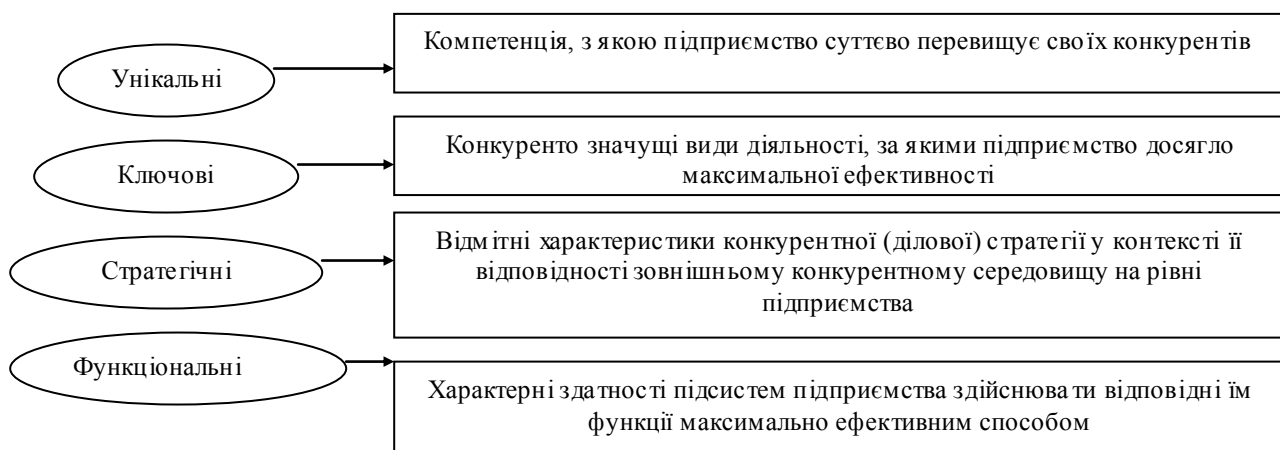 Унікальні
Компетенція, з якою підприємство суттєво перевищує своїх конкурентів
Ключові
Конкуренто значущі види діяльності, за якими підприємство досягло
максимальної ефективності
Стратегічні
Відмітні характеристики конкурентної (ділової) стратегії у контексті її
відповідності зовнішньому конкурентному середовищу на рівні
підприємства
Функціональні
Характерні здатності підсистем підприємства здійснювати відповідні їм
функції максимально ефективним способом